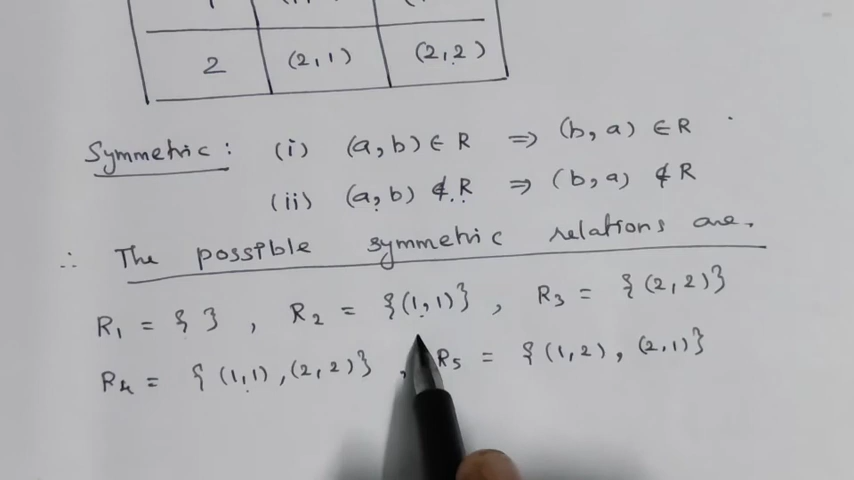 2 (2,1) (2,2)
Symmetric : (i) (a,b) ∈ R ⇒ (b,a) ∈ R
(ii) (a,b) ∉ R ⇒ (b,a) ∉ R
∴ The possible symmetric relations are.
R₁ = { } , R₂ = {(1,1)} , R₃ = {(2,2)}
R₄ = {(1,1),(2,2)} , R₅ = {(1,2), (2,1)}